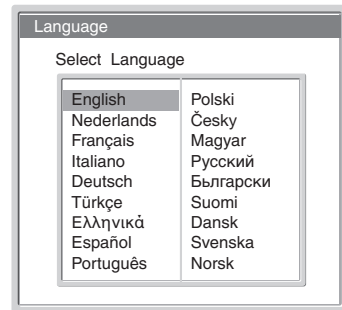 Language
Select Language
English
Nederlands
Français
Italiano
Deutsch
Türkçe
Ελληνικά
Español
Português
Polski
Česky
Magyar
Русский
Бьлгарски
Suomi
Dansk
Svenska
Norsk